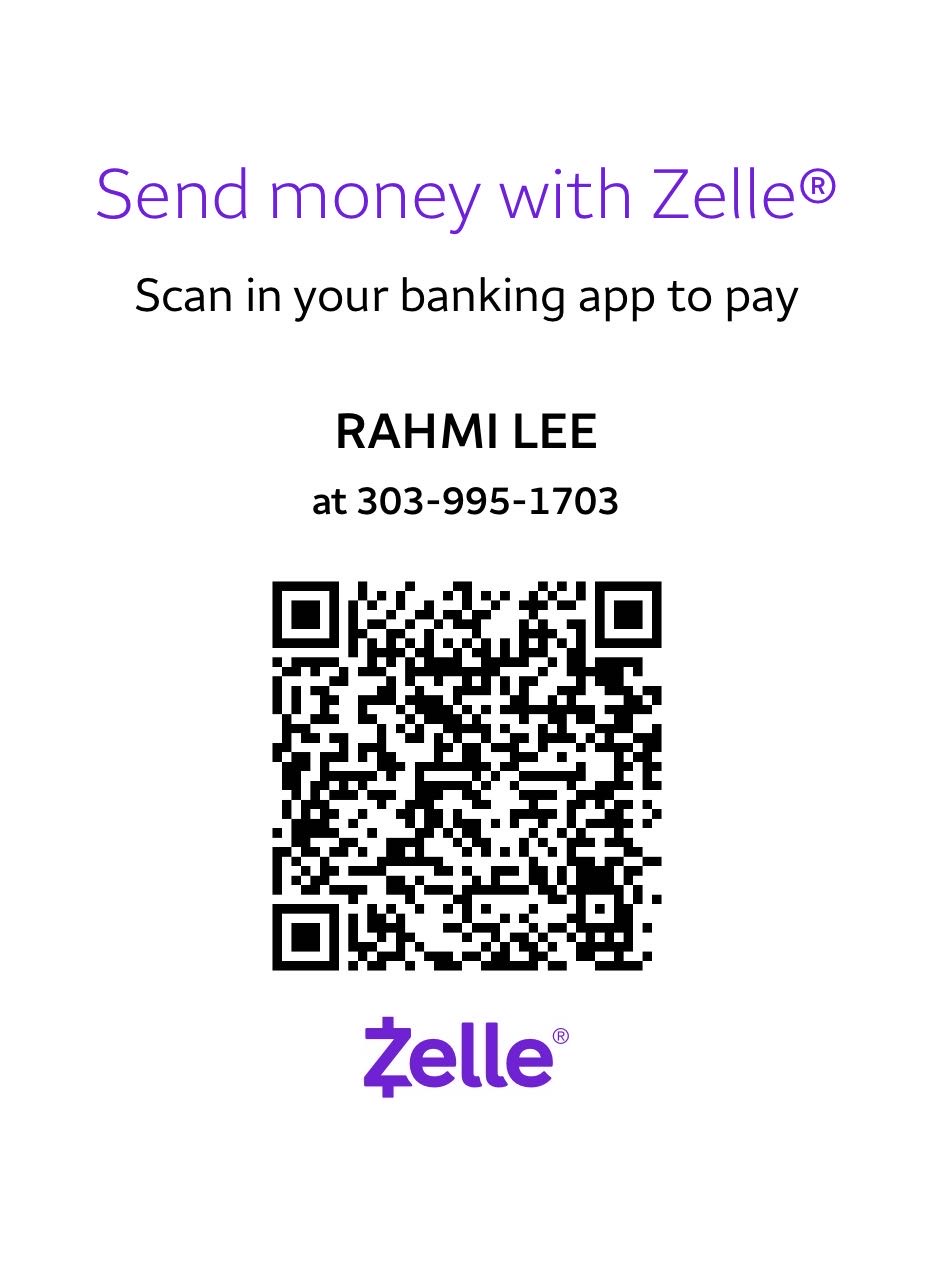 Send money with Zelle®
Scan in your banking app to pay
RAHMI LEE
at 303-995-1703
Zelle®